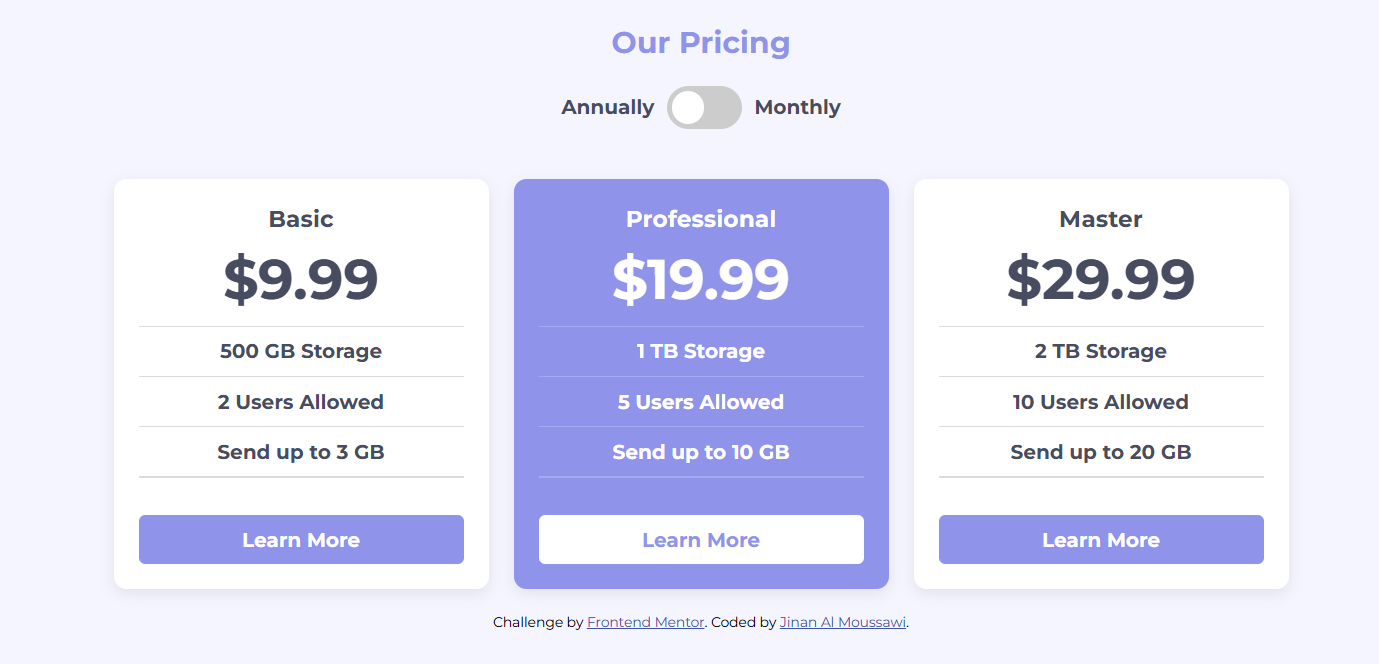 Our Pricing
Annually Monthly
Basic
$9.99
500 GB Storage
2 Users Allowed
Send up to 3 GB
Learn More
Professional
$19.99
1 TB Storage
5 Users Allowed
Send up to 10 GB
Learn More
Master
$29.99
2 TB Storage
10 Users Allowed
Send up to 20 GB
Learn More
Challenge by Frontend Mentor. Coded by Jinan Al Moussawi.